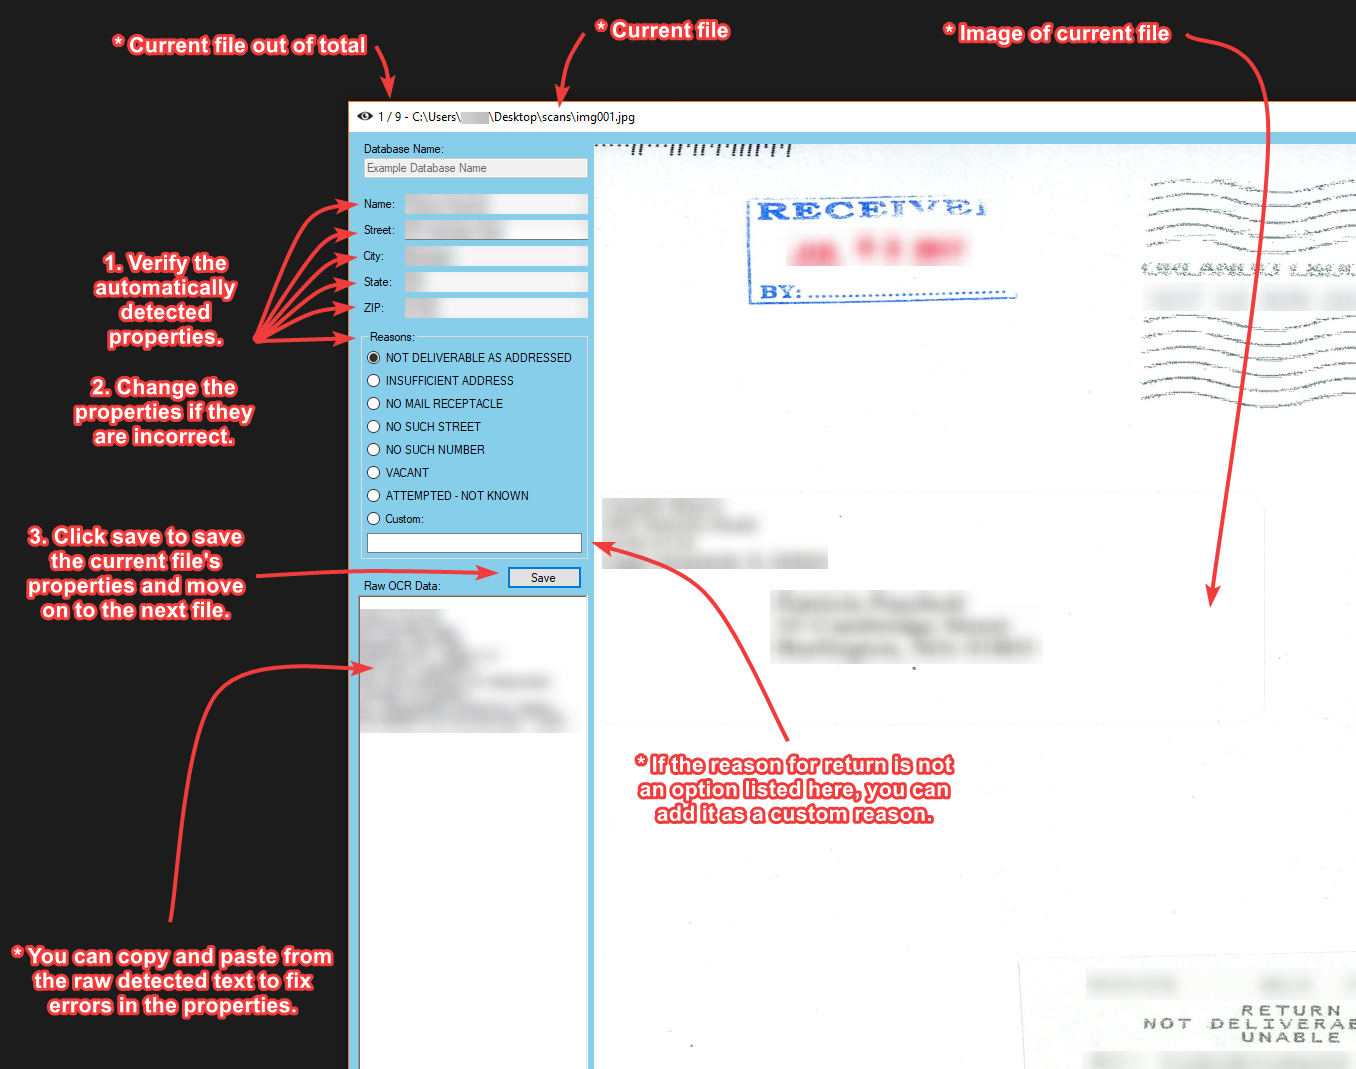 * Current file out of total
* Current file
* Image of current file
1 / 9 - C:\Users\ \Desktop\scans\img001.jpg
Database Name:
Example Database Name
Name:
Street:
City:
State:
ZIP:
1. Verify the
automatically
detected
properties.
2. Change the
properties if they
are incorrect.
Reasons:
NOT DELIVERABLE AS ADDRESSED
INSUFFICIENT ADDRESS
NO MAIL RECEPTACLE
NO SUCH STREET
NO SUCH NUMBER
VACANT
ATTEMPTED - NOT KNOWN
Custom:
3. Click save to save
the current file's
properties and move
on to the next file.
Save
Raw OCR Data:
* You can copy and paste from
the raw detected text to fix
errors in the properties.
RECEIVE
BY:
* If the reason for return is not
an option listed here, you can
add it as a custom reason.
RETURN
NOT DELIVERAB
UNABLE